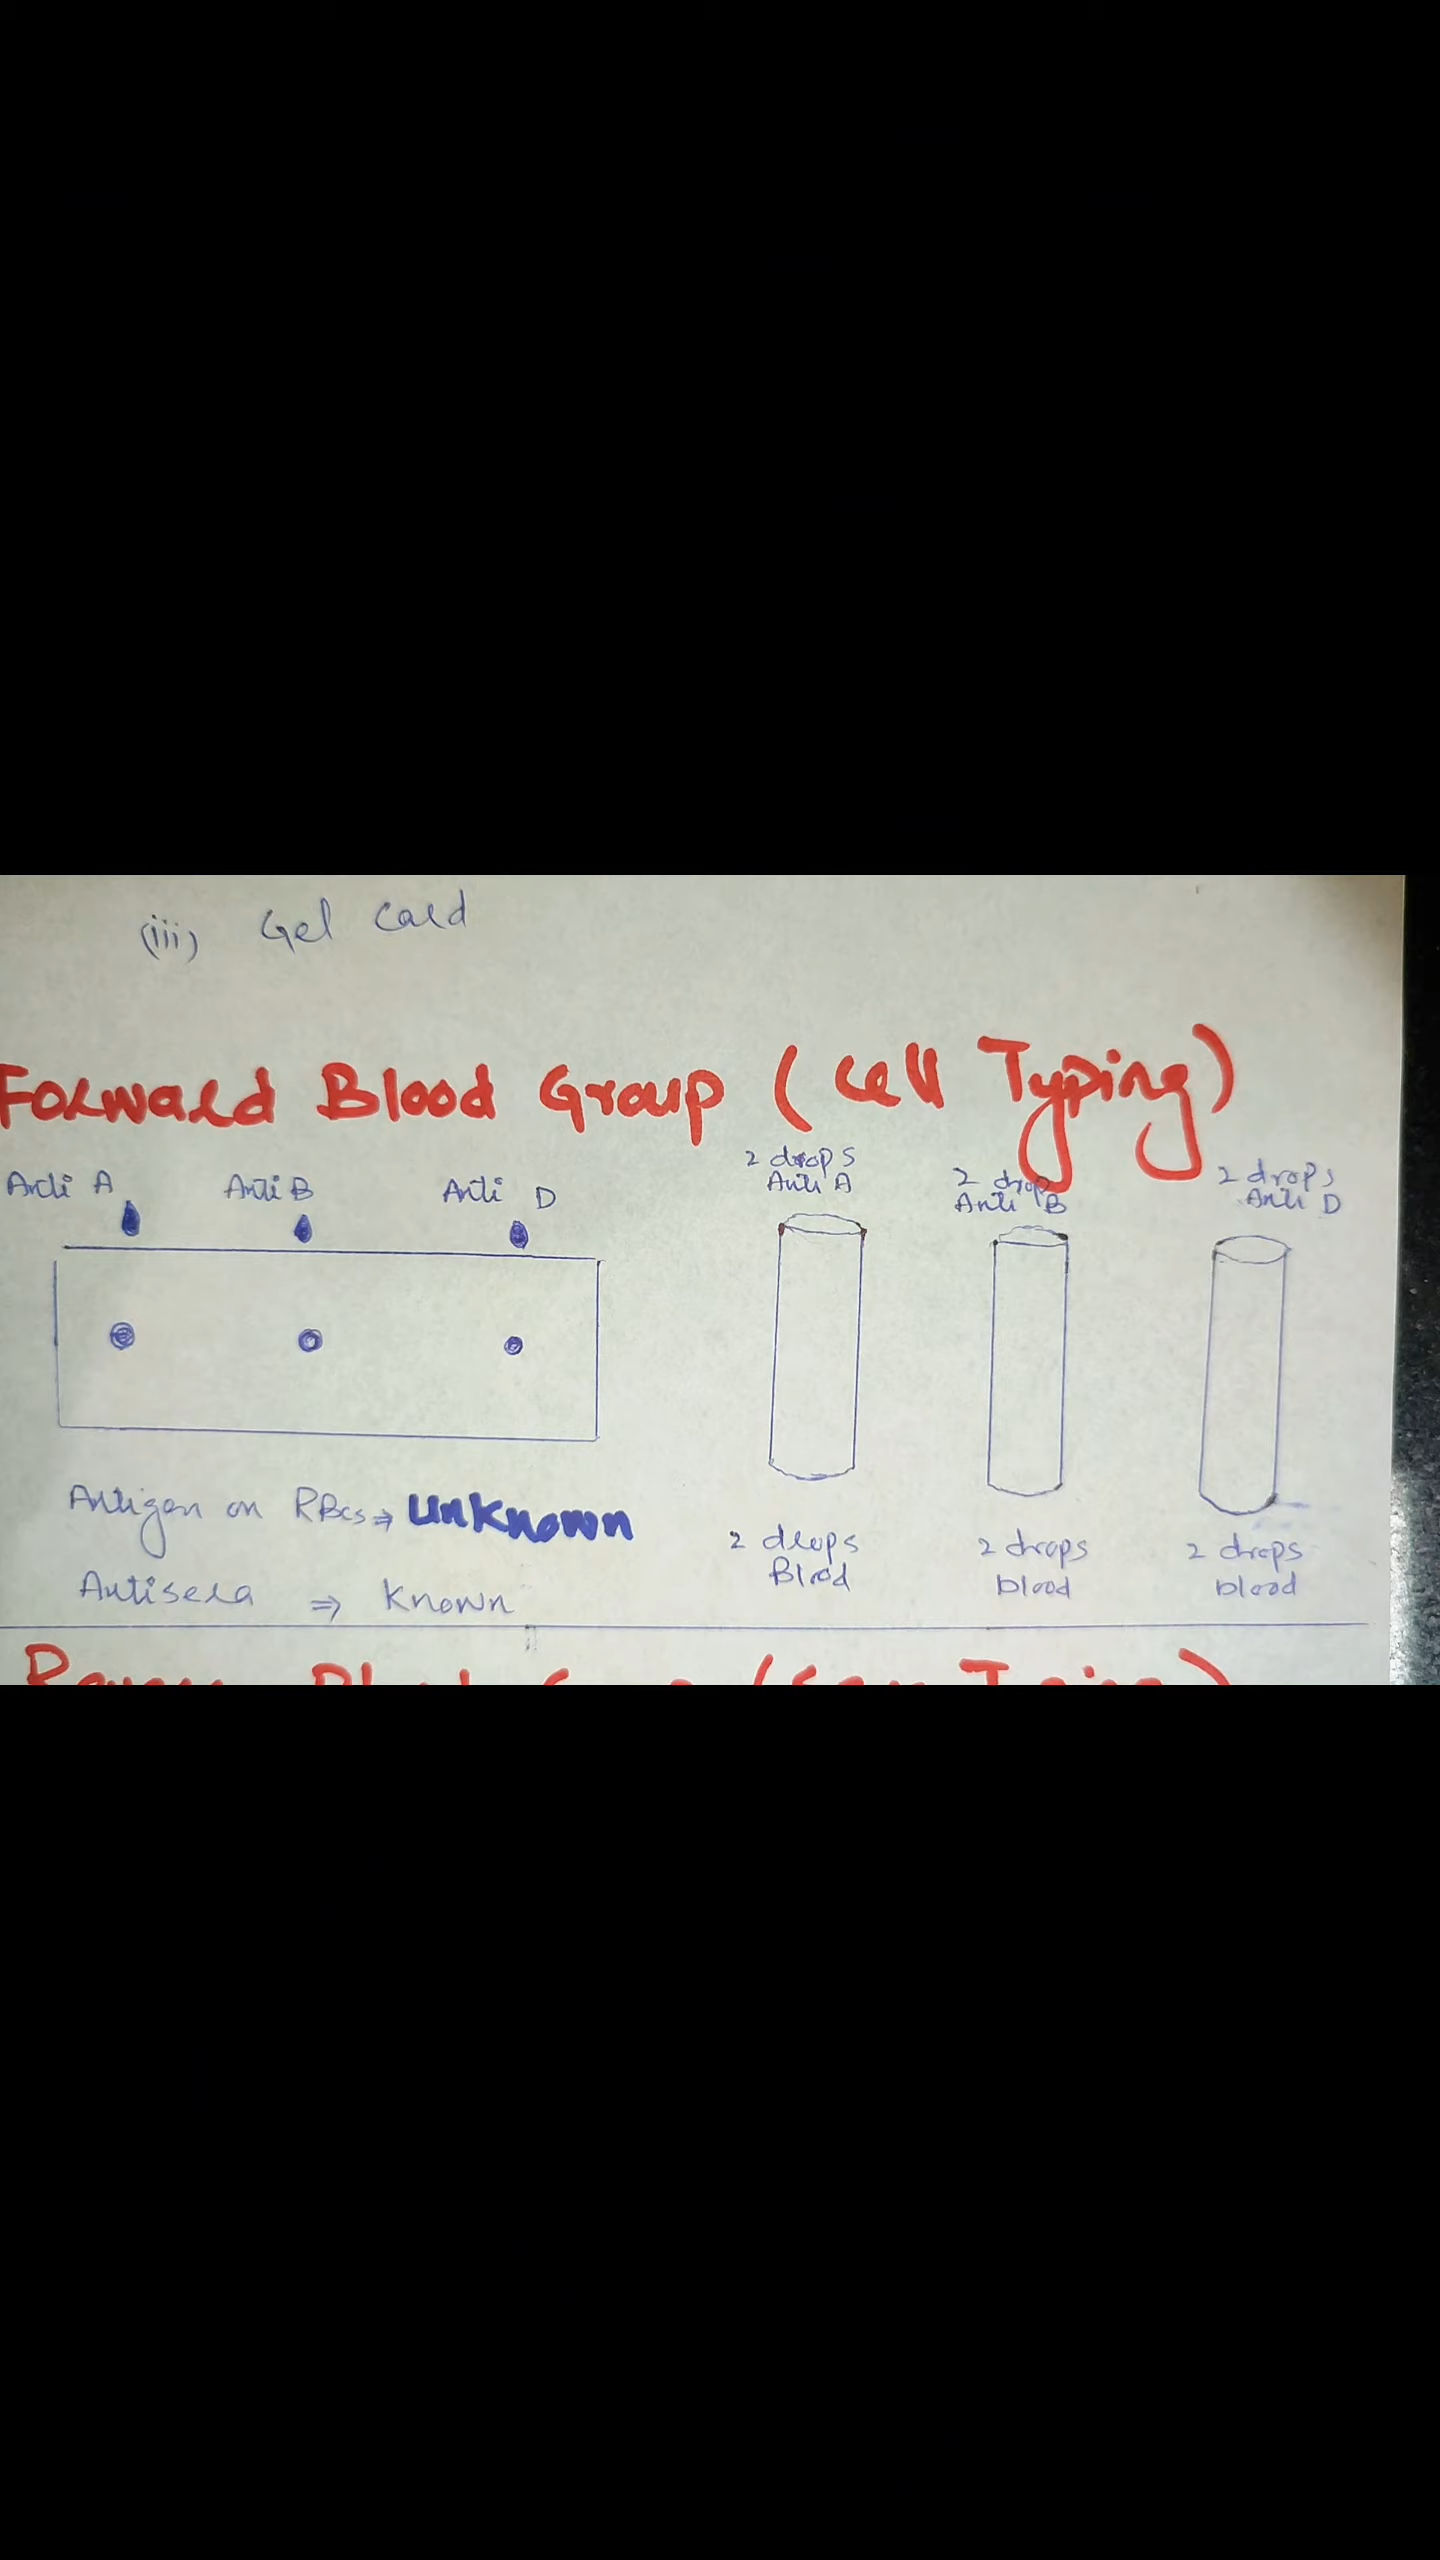 (iii) Gel Card
Forward Blood Group (Cell Typing)
Anti A Anti B Anti D
2 drops
Anti A
2 drop
Anti B
2 drops
Anti D
Antigen on RBCs ⇒ Unknown
Antisera ⇒ Known
2 drops
Blood
2 drops
blood
2 drops
blood